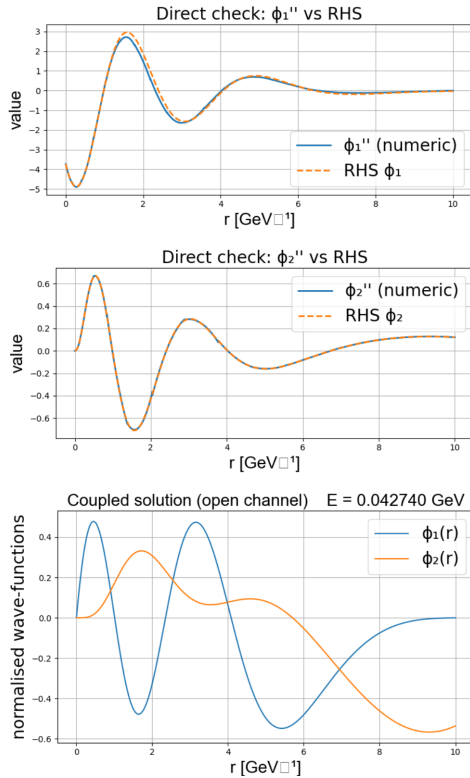 Direct check: ϕ₁'' vs RHS
3
2
1
0
−1
−2
−3
−4
−5
value
ϕ₁'' (numeric)
RHS ϕ₁
0 2 4 6 8 10
r [GeV□¹]
Direct check: ϕ₂'' vs RHS
0.6
0.4
0.2
0.0
−0.2
−0.4
−0.6
value
ϕ₂'' (numeric)
RHS ϕ₂
0 2 4 6 8 10
r [GeV□¹]
Coupled solution (open channel) E = 0.042740 GeV
0.4
0.2
0.0
−0.2
−0.4
−0.6
normalised wave-functions
ϕ₁(r)
ϕ₂(r)
0 2 4 6 8 10
r [GeV□¹]